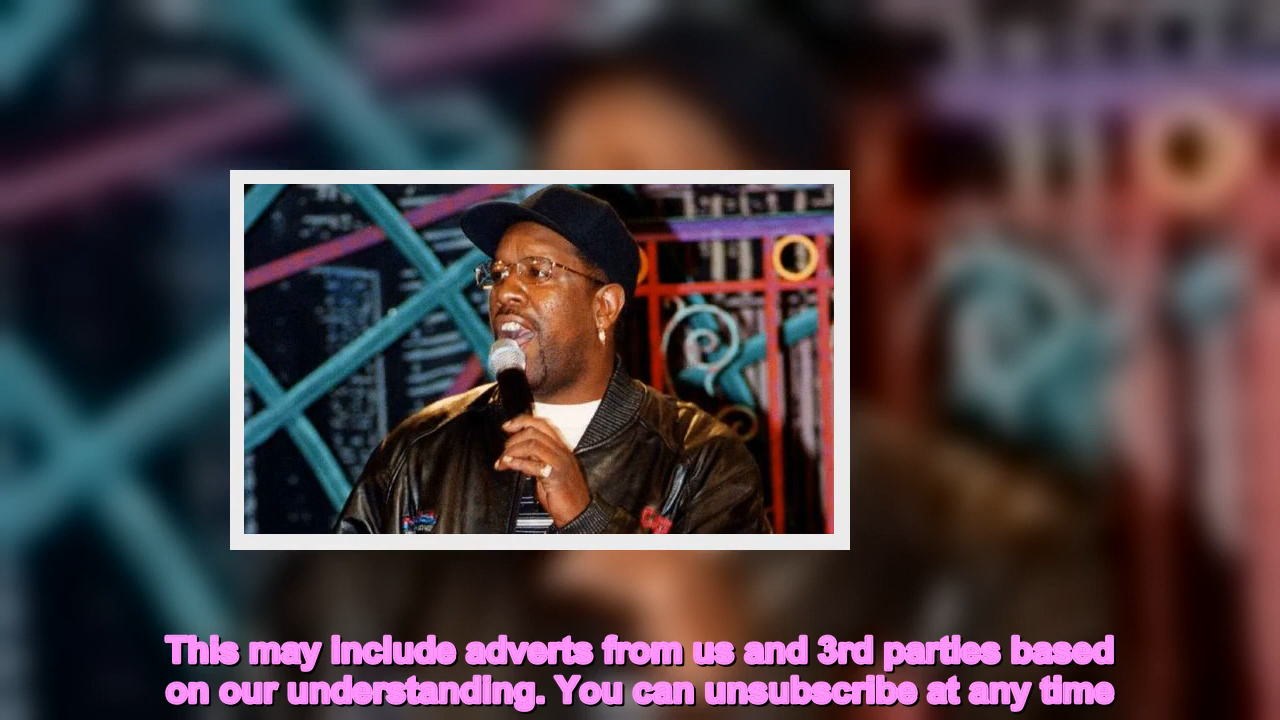 This may include adverts from us and 3rd parties based
on our understanding. You can unsubscribe at any time